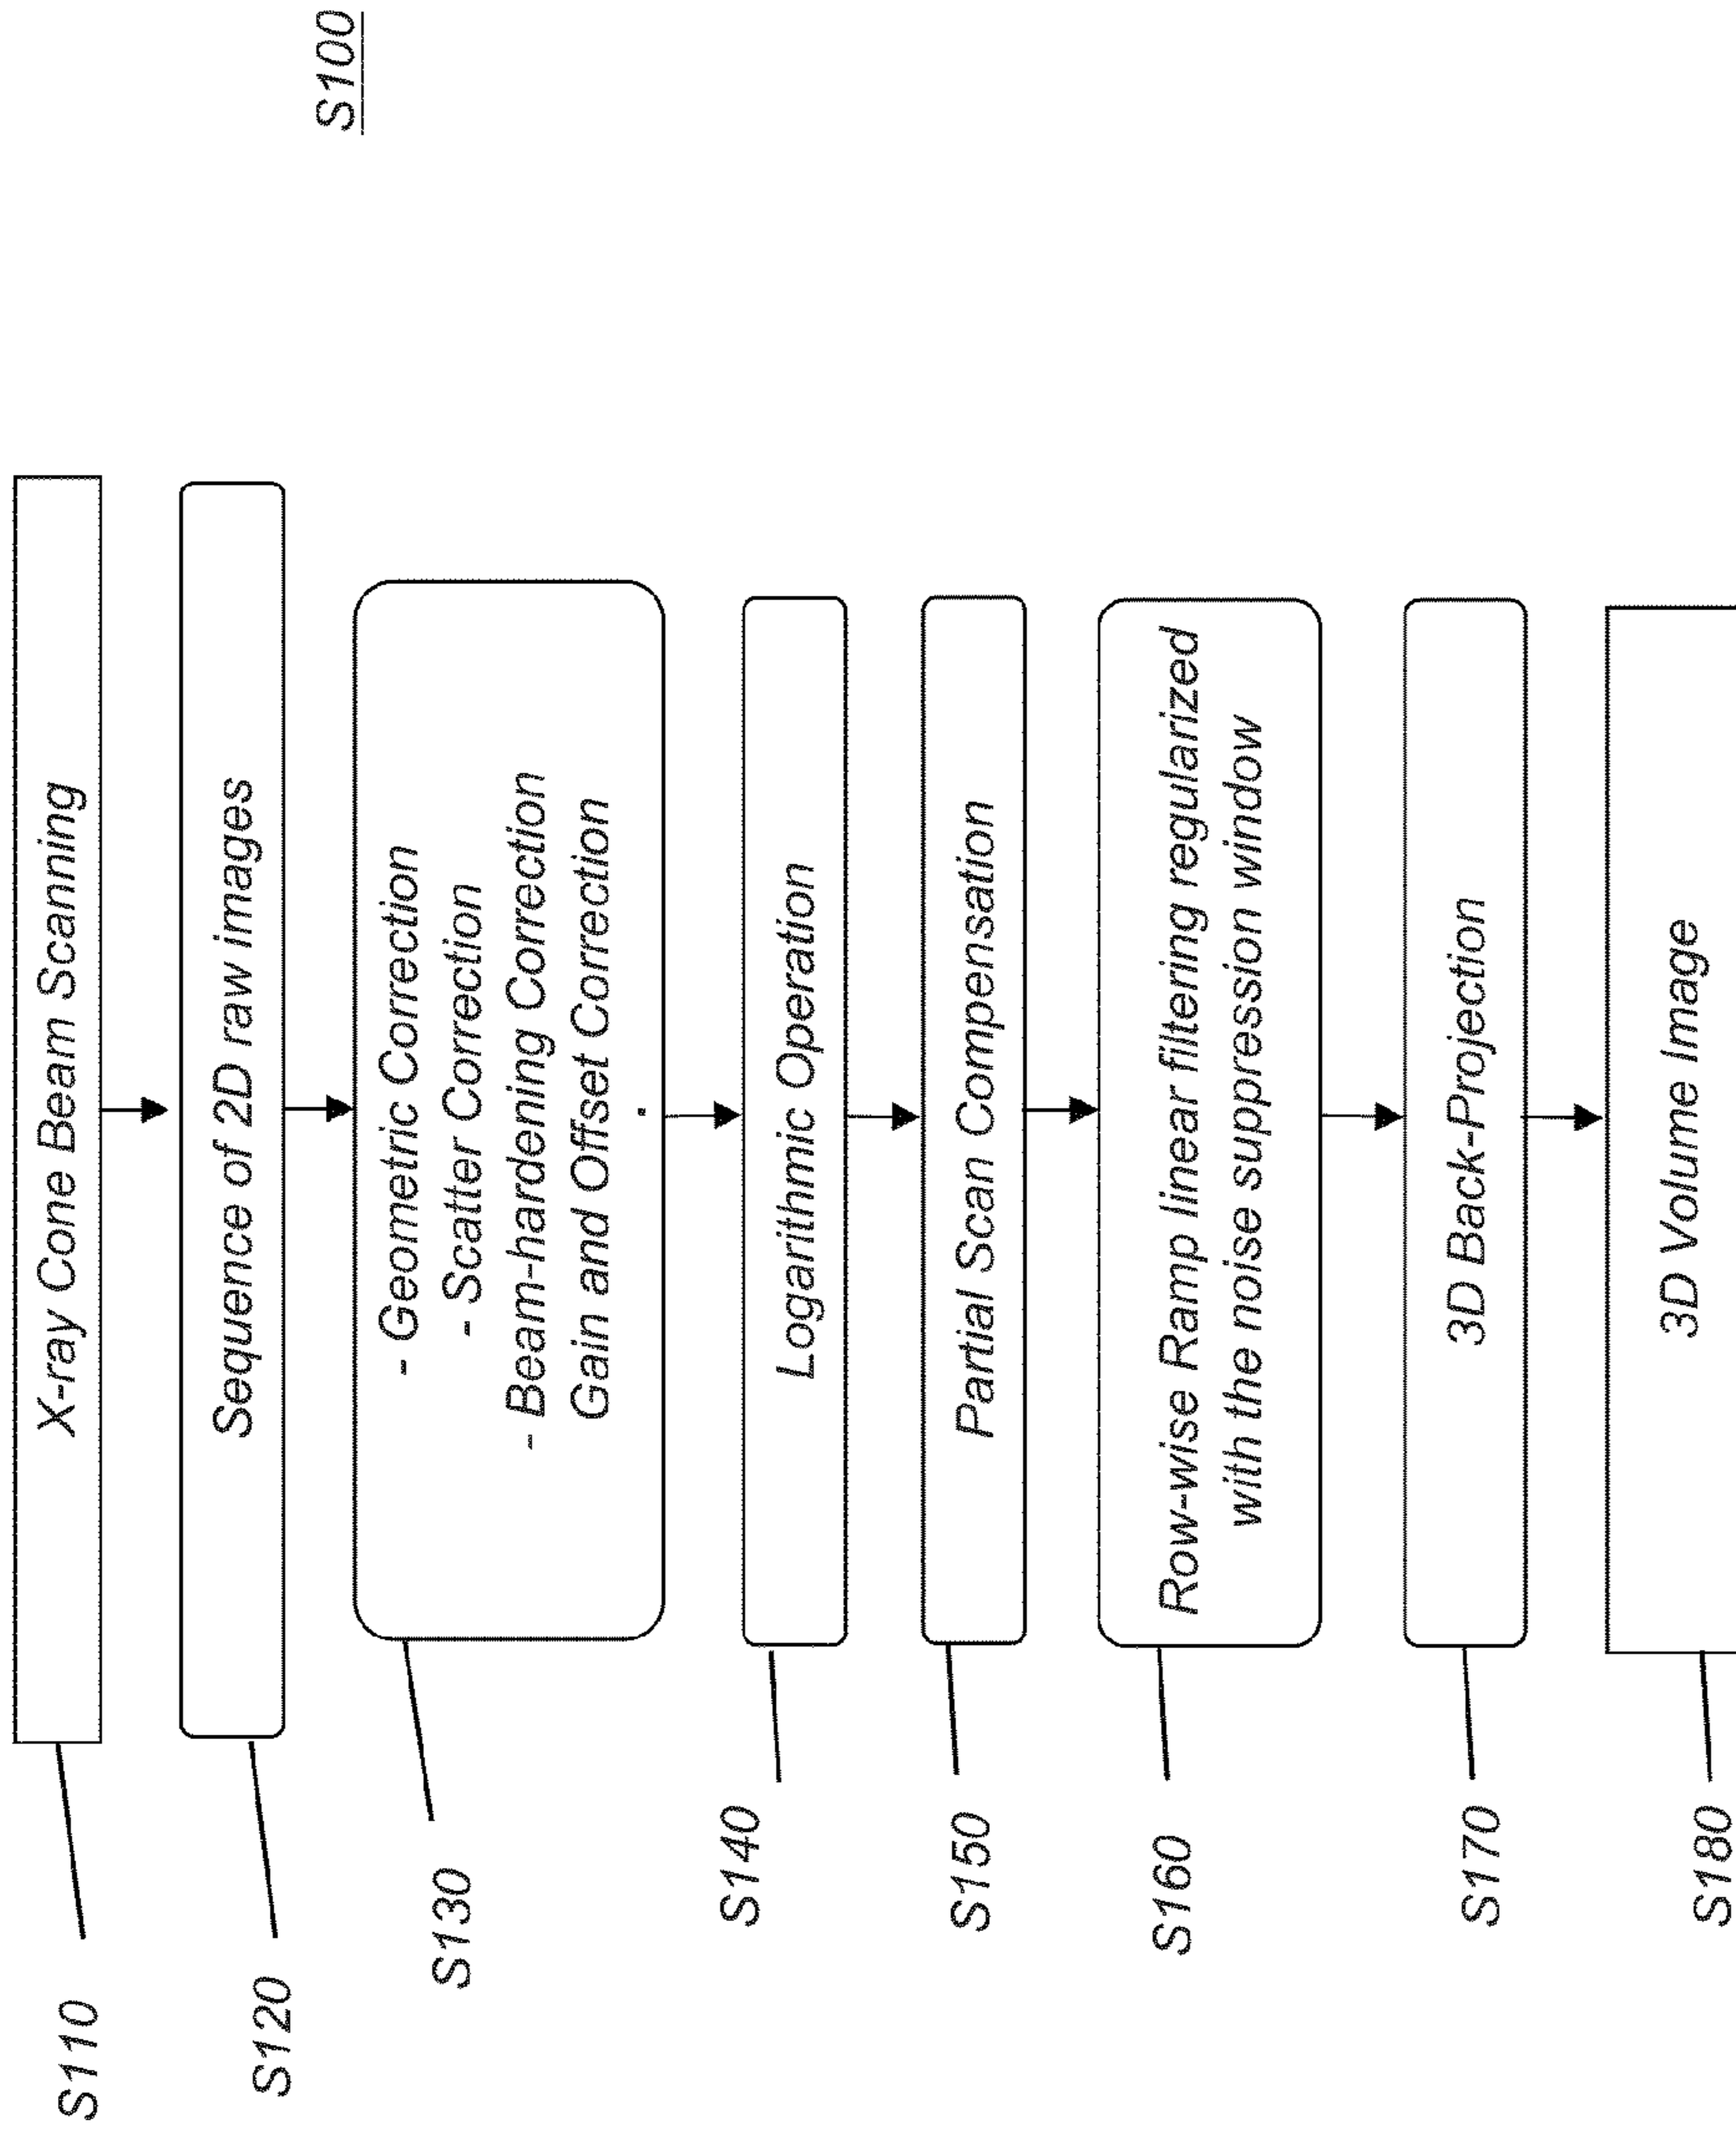 S100
S110
X-ray Cone Beam Scanning
S120
Sequence of 2D raw images
S130
- Geometric Correction
- Scatter Correction
- Beam-hardening Correction
Gain and Offset Correction
.
S140
Logarithmic Operation
S150
Partial Scan Compensation
S160
Row-wise Ramp linear filtering regularized
with the noise suppression window
S170
3D Back-Projection
S180
3D Volume Image